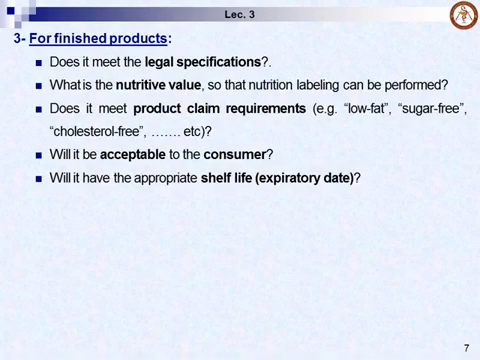 Lec. 3
3- For finished products:
Does it meet the legal specifications?.
What is the nutritive value, so that nutrition labeling can be performed?
Does it meet product claim requirements (e.g. “low-fat”, “sugar-free”,
“cholesterol-free”, ……. etc)?
Will it be acceptable to the consumer?
Will it have the appropriate shelf life (expiratory date)?
7